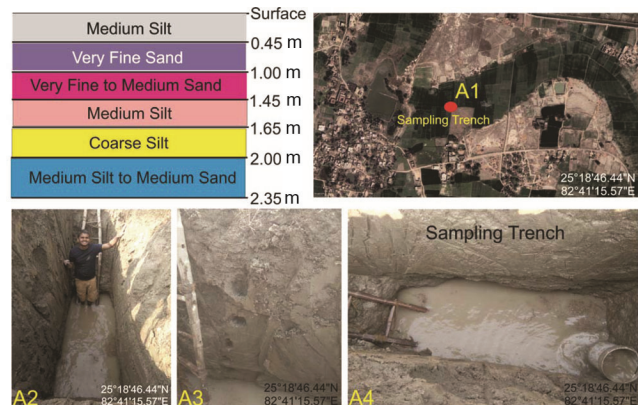 Surface
Medium Silt
0.45 m
Very Fine Sand
1.00 m
Very Fine to Medium Sand
1.45 m
Medium Silt
1.65 m
Coarse Silt
2.00 m
Medium Silt to Medium Sand
2.35 m
A1
Sampling Trench
25°18'46.44"N
82°41'15.57"E
25°18'46.44"N
82°41'15.57"E
A2
25°18'46.44"N
82°41'15.57"E
A3
Sampling Trench
25°18'46.44"N
82°41'15.57"E
A4